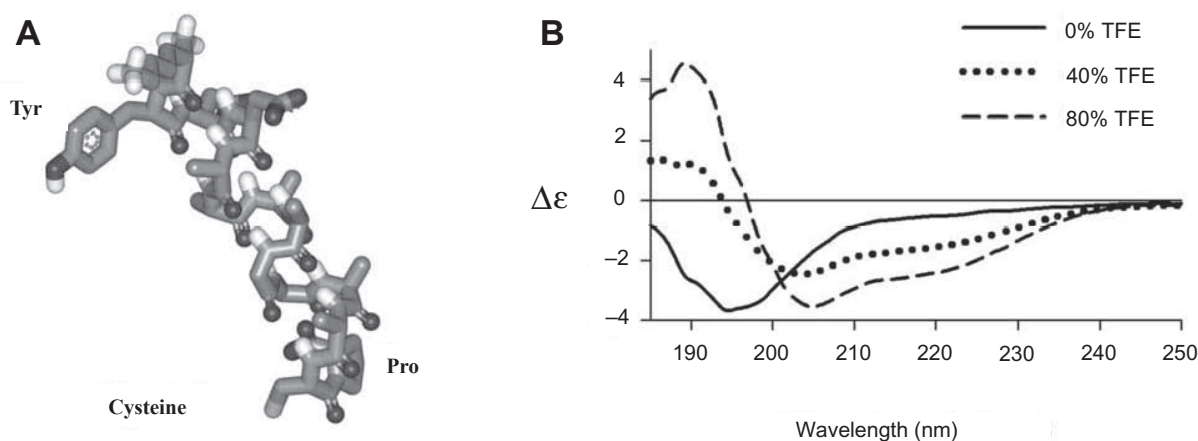 A
Tyr
Pro
Cysteine
B
0% TFE
40% TFE
80% TFE
4
2
0
–2
–4
Δε
190 200 210 220 230 240 250
Wavelength (nm)